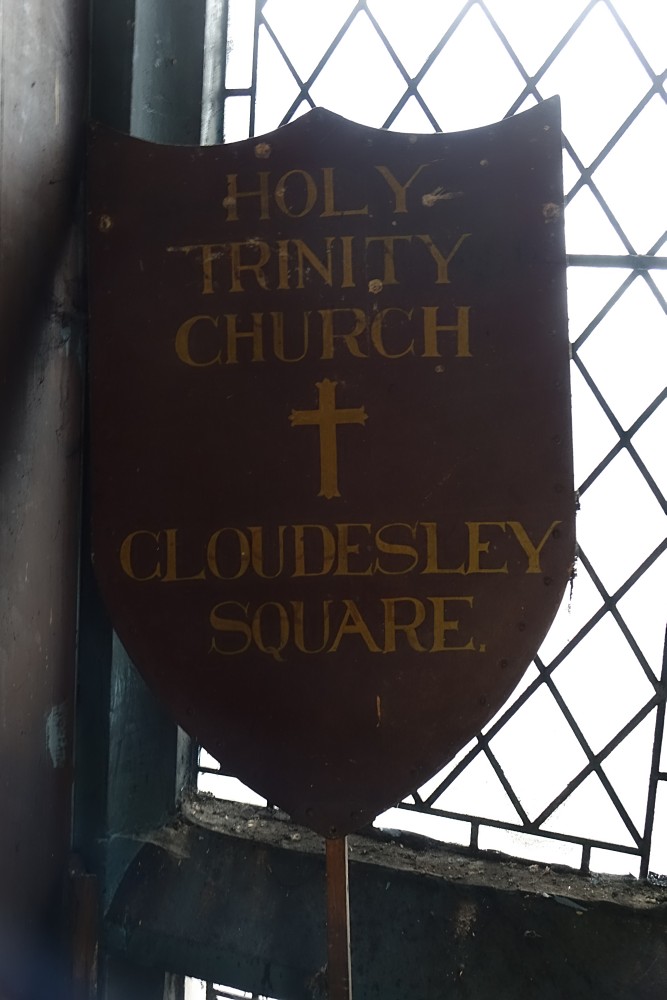 HOLY
TRINITY
CHURCH
CLOUDESLEY
SQUARE.